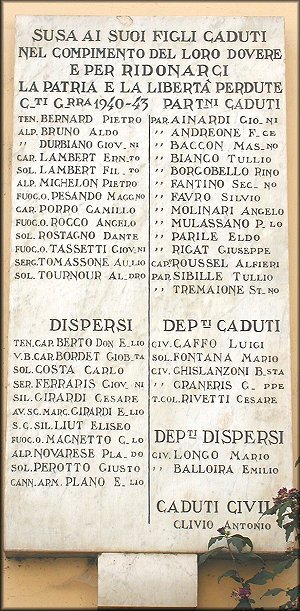 SUSA AI SUOI FIGLI CADUTI
NEL COMPIMENTO DEL LORO DOVERE
E PER RIDONARCI
LA PATRIA E LA LIBERTÀ PERDUTE
C.TI G.RRA 1940-43
TEN. BERNARD PIETRO
ALP. BRUNO ALDO
" DURBIANO GIOV.NI
CAR. LAMBERT ERN.TO
SOL. LAMBERT FIL.TO
ALP. MICHELON PIETRO
FUOC.O. PESANDO MAGG.NO
CAR. PORRO CAMILLO
FUOC.O. ROCCO ANGELO
SOL. ROSTAGNO DANTE
FUOC.O. TASSETTI GIOV.NI
SERG. TOMASSONE AU.LIO
SOL. TOURNOUR AL.DRO
DISPERSI
TEN. CAR. BERTO DON E.LIO
V.B. CAR. BORDET GIOB.TA
SOL. COSTA CARLO
SER. FERRARIS GIOV.NI
SIL. GIRARDI CESARE
AV. SC. MARC. GIRARDI E.LIO
S.C. SIL. LIUT ELISEO
FUOC.O MAGNETTO C.LO
ALP. NOVARESE PLA.DO
SOL. PEROTTO GIUSTO
CANN. ARM. PLANO E.LIO
PART.NI CADUTI
PAR. AINARDI GIO.NI
" ANDREONE F.CE
" BACCON MAS.NO
" BIANCO TULLIO
" BORGOBELLO RINO
" FANTINO SEC.NO
" FAVRO SILVIO
" MOLINARI ANGELO
" MULASSANO P.LO
" PARILE ELDO
" RIGAT GIUSEPPE
CAP. ROUSSEL ALFIERI
PAR. SIBILLE TULLIO
" TREMAIONE ST.NO
DEP.TI CADUTI
CIV. CAFFO LUIGI
SOL. FONTANA MARIO
CIV. GHISLANZONI B.STA
" GRANERIS G.PPE
T. COL. RIVETTI CESARE
DEP.TI DISPERSI
CIV. LONGO MARIO
" BALLOIRA EMILIO
CADUTI CIVILI
CLIVIO ANTONIO